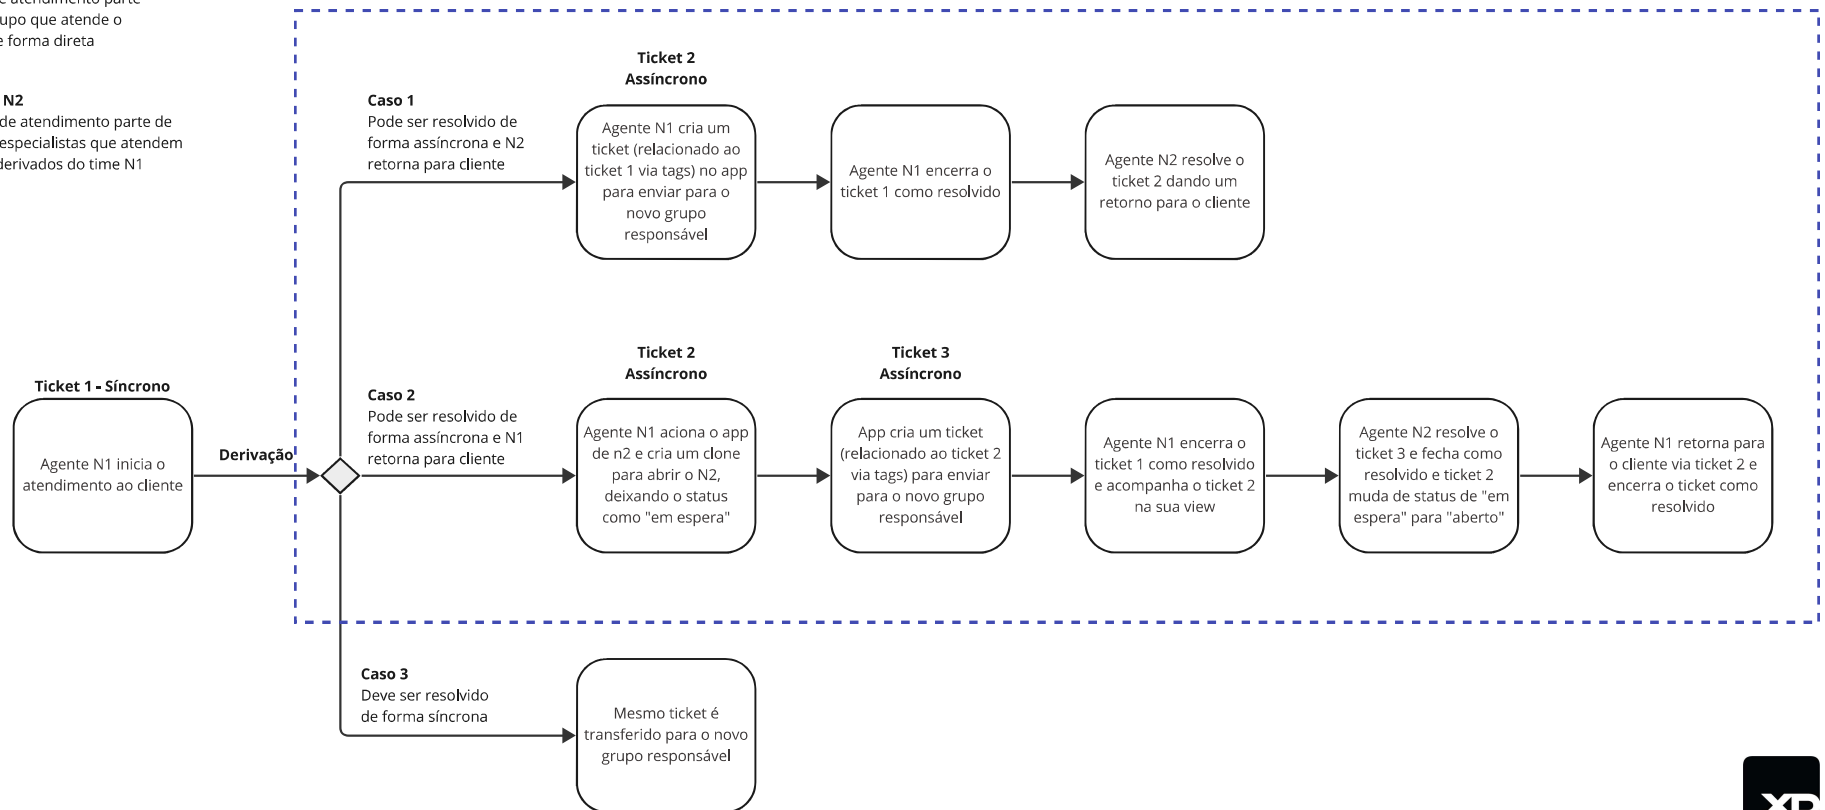 e atendimento parte
upo que atende o
e forma direta
N2
de atendimento parte de
especialistas que atendem
derivados do time N1
Ticket 1 - Síncrono
Agente N1 inicia o
atendimento ao cliente
Derivação
Caso 1
Pode ser resolvido de
forma assíncrona e N2
retorna para cliente
Ticket 2
Assíncrono
Agente N1 cria um
ticket (relacionado ao
ticket 1 via tags) no app
para enviar para o
novo grupo
responsável
Agente N1 encerra o
ticket 1 como resolvido
Agente N2 resolve o
ticket 2 dando um
retorno para o cliente
Caso 2
Pode ser resolvido de
forma assíncrona e N1
retorna para cliente
Ticket 2
Assíncrono
Agente N1 aciona o app
de n2 e cria um clone
para abrir o N2,
deixando o status
como "em espera"
Ticket 3
Assíncrono
App cria um ticket
(relacionado ao ticket 2
via tags) para enviar
para o novo grupo
responsável
Agente N1 encerra o
ticket 1 como resolvido
e acompanha o ticket 2
na sua view
Agente N2 resolve o
ticket 3 e fecha como
resolvido e ticket 2
muda de status de "em
espera" para "aberto"
Agente N1 retorna para
o cliente via ticket 2 e
encerra o ticket como
resolvido
Caso 3
Deve ser resolvido
de forma síncrona
Mesmo ticket é
transferido para o novo
grupo responsável